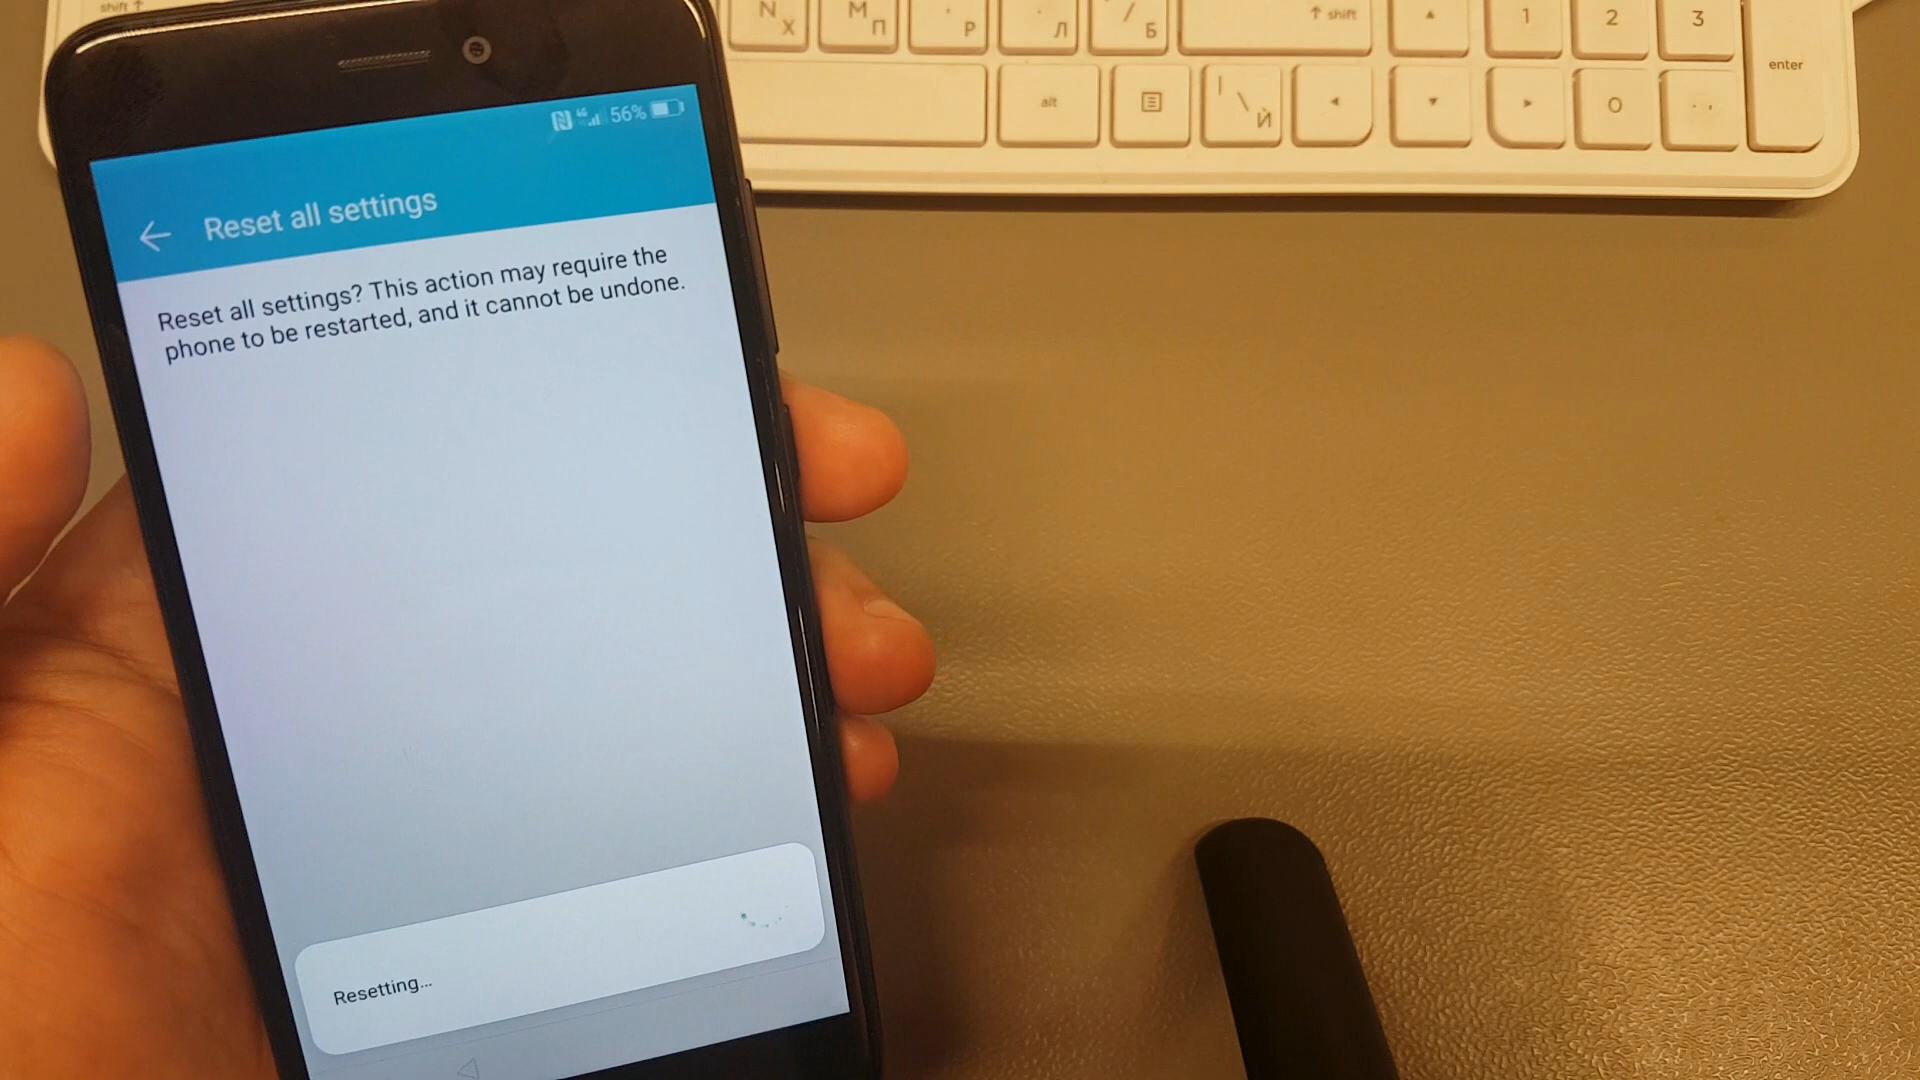 shift ↑
N X
M П
Р
Л
/ Б
↑ shift
1
2
3
enter
alt
\ Й
0
. ,
4G 56%
← Reset all settings
Reset all settings? This action may require the
phone to be restarted, and it cannot be undone.
Resetting...